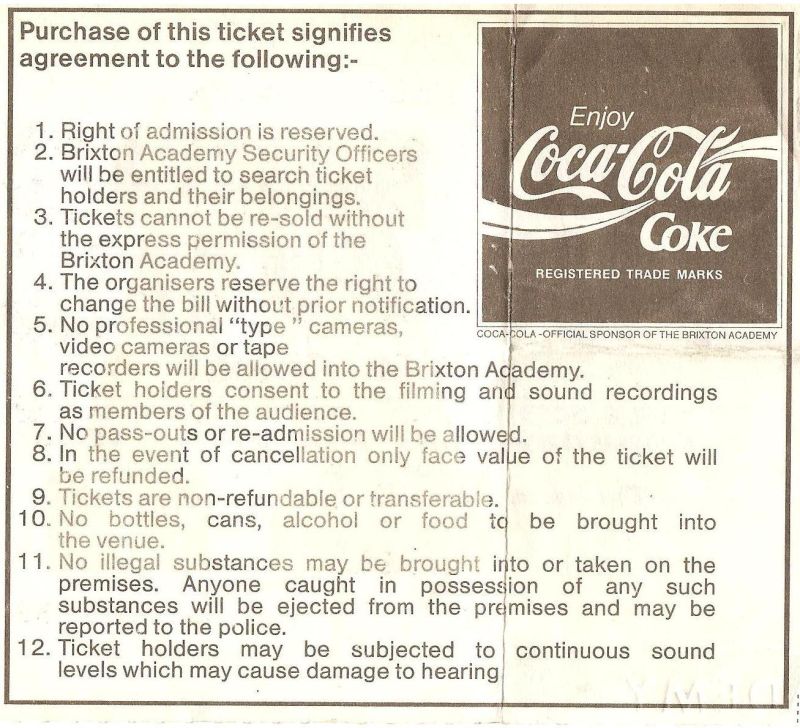 Purchase of this ticket signifies
agreement to the following:-
1. Right of admission is reserved.
2. Brixton Academy Security Officers
will be entitled to search ticket
holders and their belongings.
3. Tickets cannot be re-sold without
the express permission of the
Brixton Academy.
4. The organisers reserve the right to
change the bill without prior notification.
5. No professional “type ” cameras,
video cameras or tape
recorders will be allowed into the Brixton Academy.
6. Ticket holders consent to the filming and sound recordings
as members of the audience.
7. No pass-outs or re-admission will be allowed.
8. In the event of cancellation only face value of the ticket will
be refunded.
9. Tickets are non-refundable or transferable.
10. No bottles, cans, alcohol or food to be brought into
the venue.
11. No illegal substances may be brought into or taken on the
premises. Anyone caught in possession of any such
substances will be ejected from the premises and may be
reported to the police.
12. Ticket holders may be subjected to continuous sound
levels which may cause damage to hearing
Enjoy
Coca-Cola
Coke
REGISTERED TRADE MARKS
COCA-COLA -OFFICIAL SPONSOR OF THE BRIXTON ACADEMY